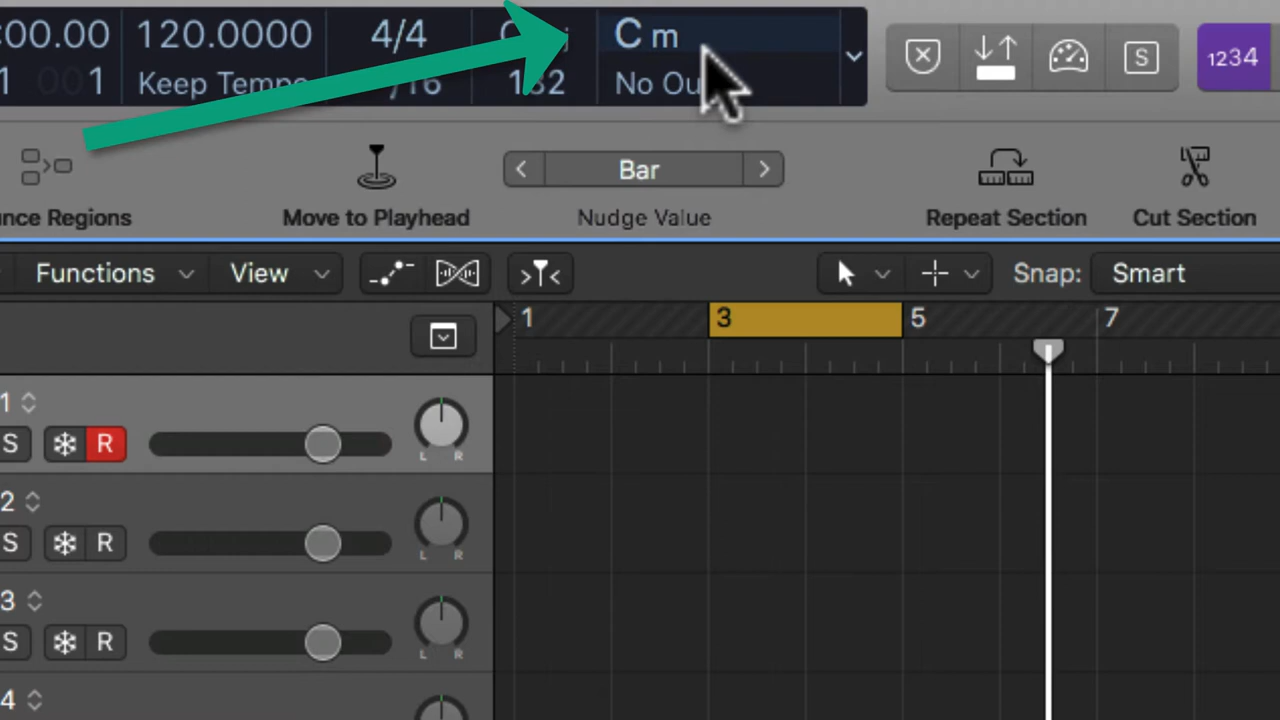 :00.00 120.0000 4/4 C m
1 001 Keep Tempo /16 132 No Ou
S 1234
Bar
nce Regions Move to Playhead Nudge Value Repeat Section Cut Section
Functions View Snap: Smart
1 3 5 7
1
S R L R
2
S R L R
3
S R L R
4